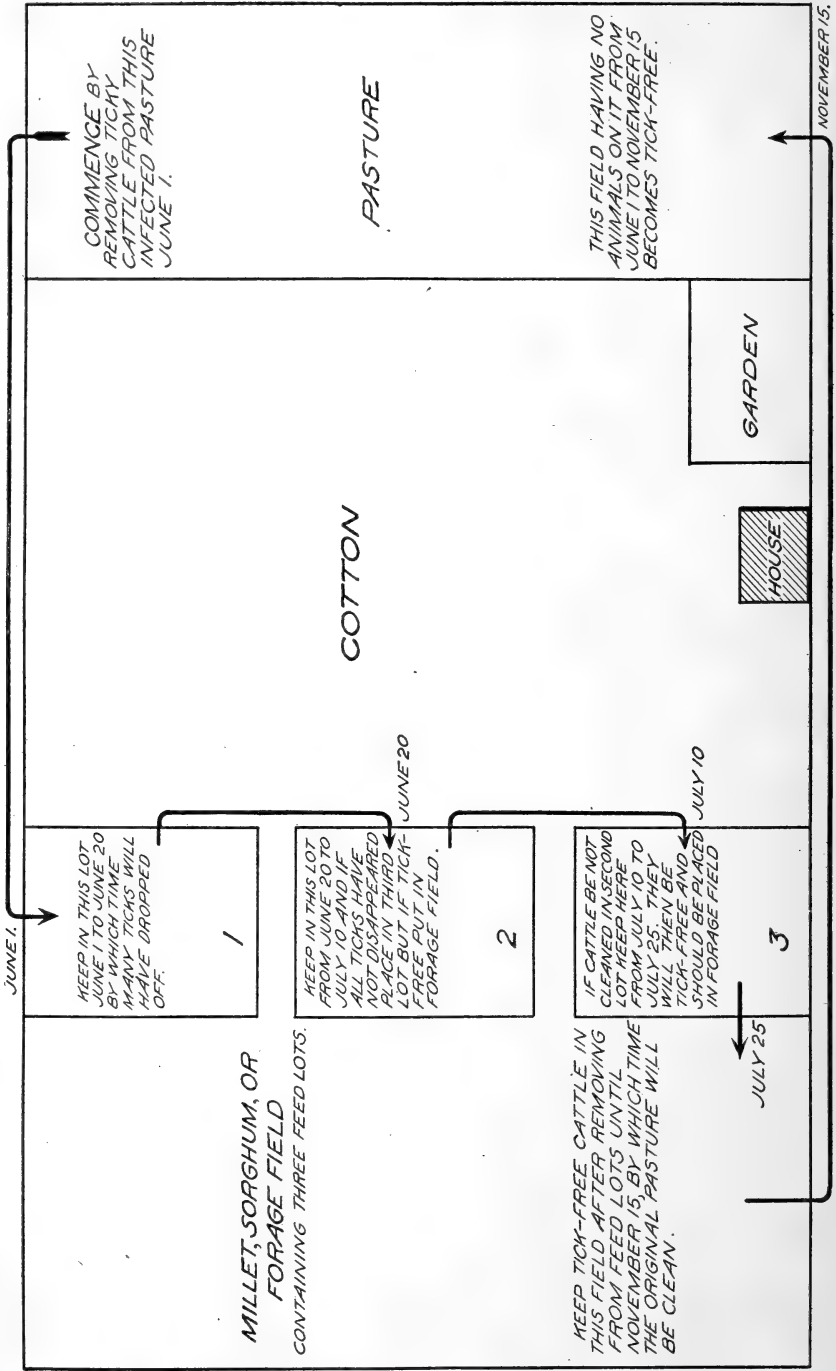 JUNE 1.
COMMENCE BY
REMOVING TICKY
CATTLE FROM THIS
INFECTED PASTURE
JUNE 1.
PASTURE
THIS FIELD HAVING NO
ANIMALS ON IT FROM
JUNE 1 TO NOVEMBER 15
BECOMES TICK-FREE.
NOVEMBER 15.
COTTON
GARDEN
HOUSE
KEEP IN THIS LOT
JUNE 1 TO JUNE 20
BY WHICH TIME
MANY TICKS WILL
HAVE DROPPED
OFF.
1
JUNE 20
KEEP IN THIS LOT
FROM JUNE 20 TO
JULY 10 AND IF
ALL TICKS HAVE
NOT DISAPPEARED
PLACE IN THIRD
LOT BUT IF TICK-
FREE PUT IN
FORAGE FIELD.
2
JULY 10
IF CATTLE BE NOT
CLEANED IN SECOND
LOT KEEP HERE
FROM JULY 10 TO
JULY 25. THEY
WILL THEN BE
TICK-FREE AND
SHOULD BE PLACED
IN FORAGE FIELD
3
JULY 25
MILLET, SORGHUM, OR
FORAGE FIELD
CONTAINING THREE FEED LOTS.
KEEP TICK-FREE CATTLE IN
THIS FIELD AFTER REMOVING
FROM FEED LOTS UNTIL
NOVEMBER 15, BY WHICH TIME
THE ORIGINAL PASTURE WILL
BE CLEAN.